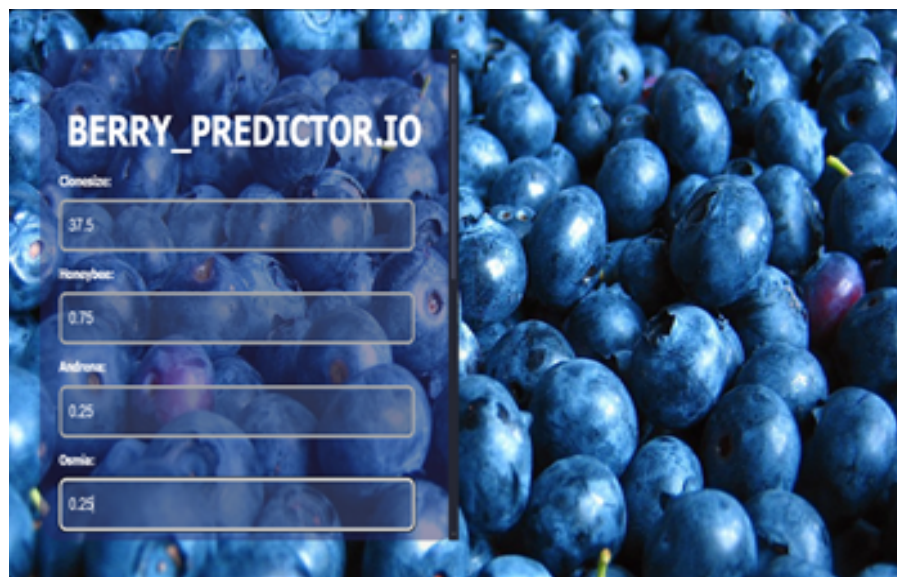 BERRY_PREDICTOR.IO
Clonesize:
37.5
Honeybee:
0.75
Andrena:
0.25
Osmia:
0.25